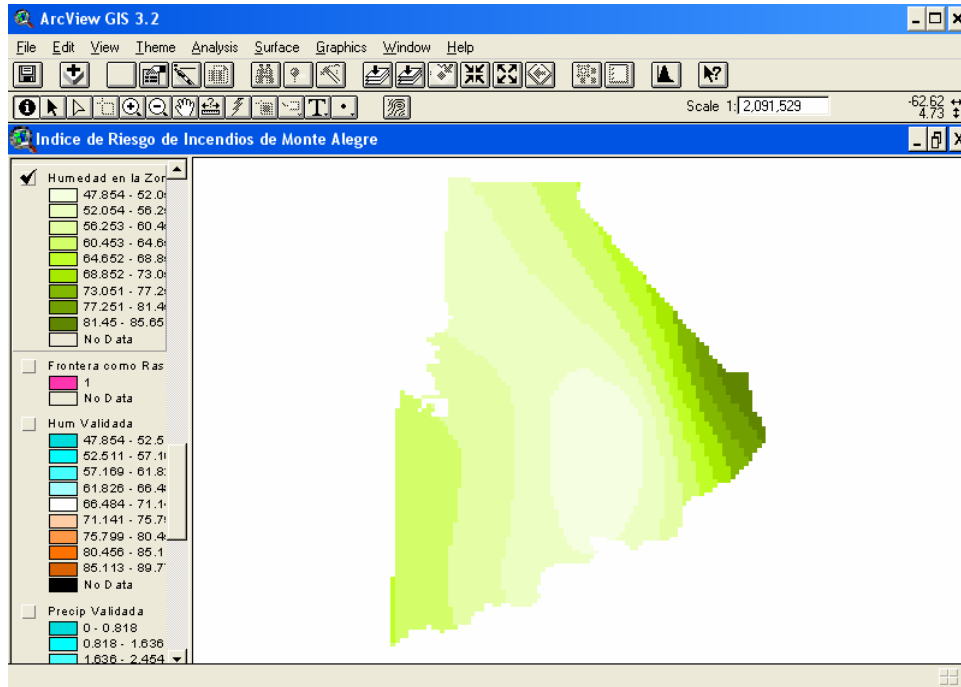 ArcView GIS 3.2
File Edit View Theme Analysis Surface Graphics Window Help
Scale 1: 2,091,529
-62.62
4.73
Indice de Riesgo de Incendios de Monte Alegre
Humedad en la Zor
47.854 - 52.0
52.054 - 56.2
56.253 - 60.4
60.453 - 64.6
64.652 - 68.8
68.852 - 73.0
73.051 - 77.2
77.251 - 81.4
81.45 - 85.65
No Data
Frontera como Ras
1
No Data
Hum Validada
47.854 - 52.5
52.511 - 57.1
57.169 - 61.8
61.826 - 66.4
66.484 - 71.1
71.141 - 75.7
75.799 - 80.4
80.456 - 85.1
85.113 - 89.7
No Data
Precip Validada
0 - 0.818
0.818 - 1.636
1.636 - 2.454